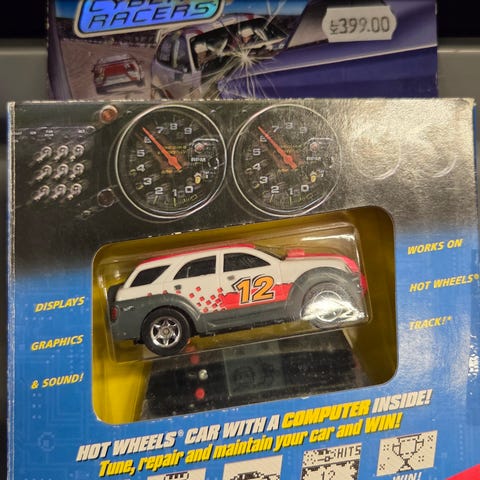 RACERS
₺399.00
DISPLAYS
GRAPHICS
& SOUND!
WORKS ON
HOT WHEELS®
TRACK!*
12
HOT WHEELS® CAR WITH A COMPUTER INSIDE!
Tune, repair and maintain your car and WIN!
HITS
12